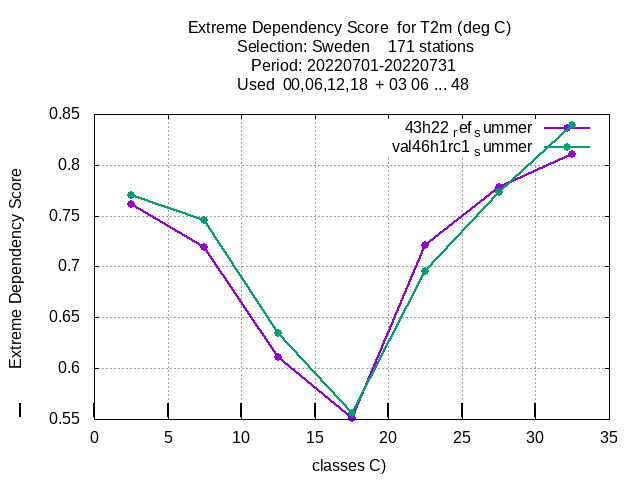 Extreme Dependency Score for T2m (deg C)
Selection: Sweden 171 stations
Period: 20220701-20220731
Used 00,06,12,18 + 03 06 ... 48
43h22 ref summer
val46h1rc1 summer
Extreme Dependency Score
0.85
0.8
0.75
0.7
0.65
0.6
0.55
0 5 10 15 20 25 30 35
classes C)